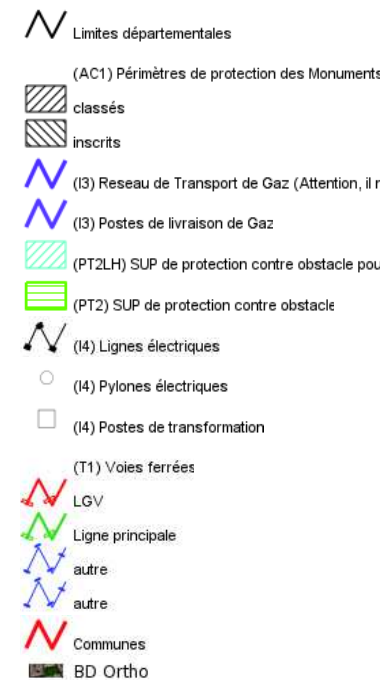 Limites départementales
(AC1) Périmètres de protection des Monuments
classés
inscrits
(I3) Reseau de Transport de Gaz (Attention, il
(I3) Postes de livraison de Gaz
(PT2LH) SUP de protection contre obstacle pou
(PT2) SUP de protection contre obstacle
(I4) Lignes électriques
(I4) Pylones électriques
(I4) Postes de transformation
(T1) Voies ferrées
LGV
Ligne principale
autre
autre
Communes
BD Ortho